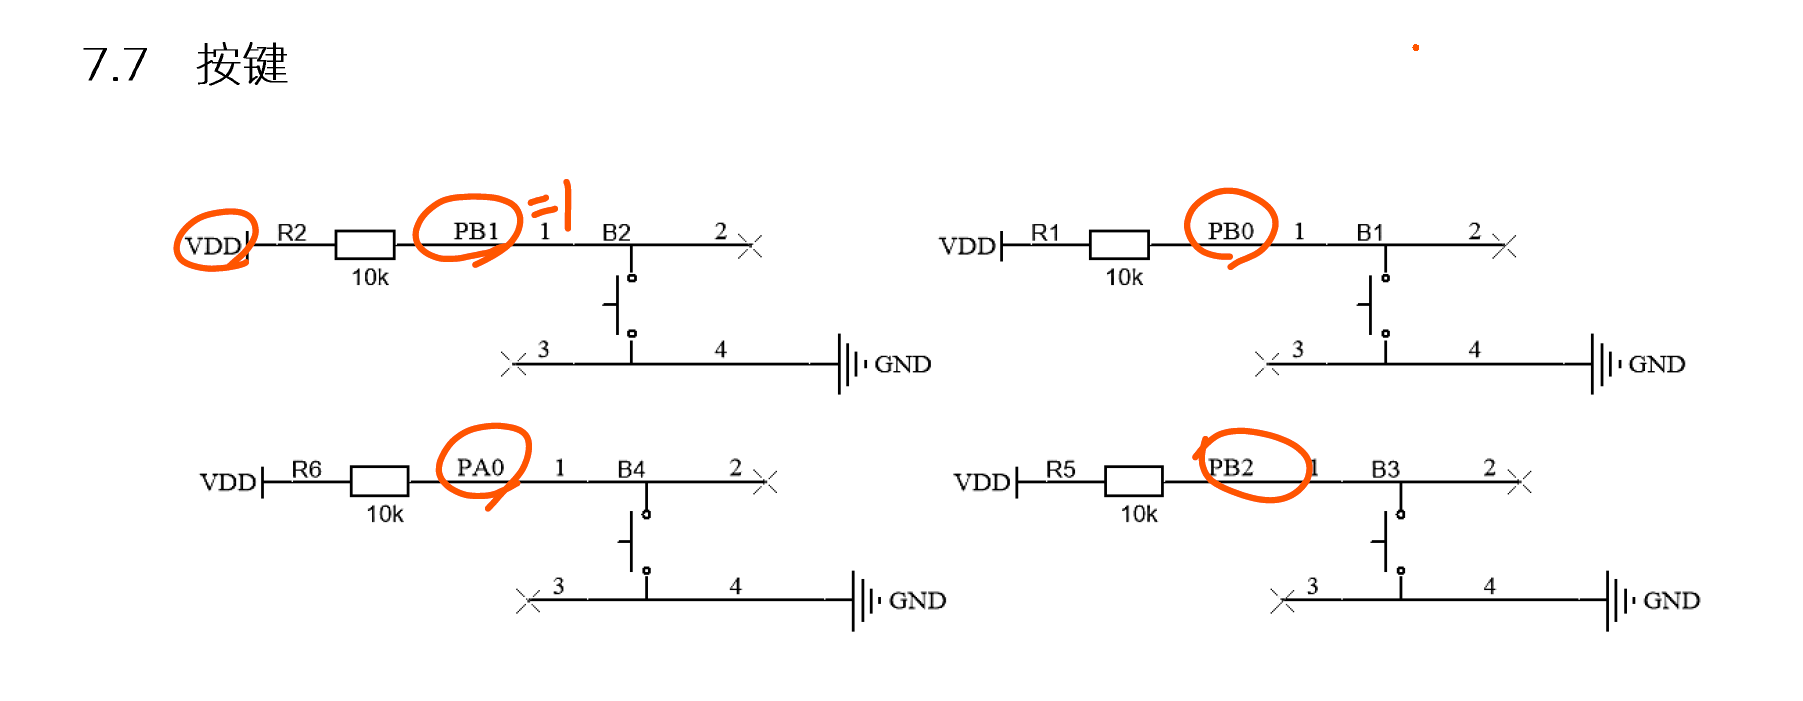 7.7 按键
VDD R2 PB1 =1 1 B2 2
10k
3 4 GND
VDD R1 PB0 1 B1 2
10k
3 4 GND
VDD R6 PA0 1 B4 2
10k
3 4 GND
VDD R5 PB2 1 B3 2
10k
3 4 GND